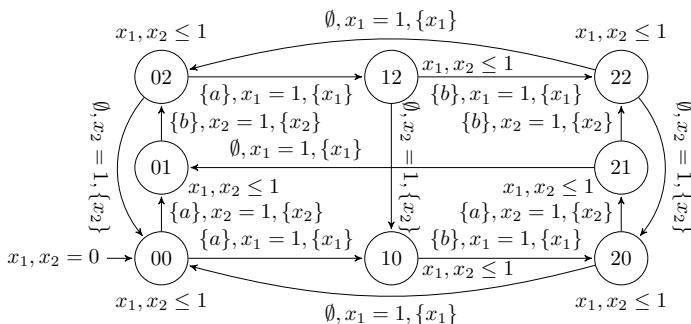 ∅, x₁ = 1, {x₁}
x₁, x₂ ≤ 1
x₁, x₂ ≤ 1
02
12
x₁, x₂ ≤ 1
22
{a}, x₁ = 1, {x₁}
{b}, x₁ = 1, {x₁}
{b}, x₂ = 1, {x₂}
{b}, x₂ = 1, {x₂}
∅, x₂ = 1, {x₂}
∅, x₂ = 1, {x₂}
∅, x₂ = 1, {x₂}
∅, x₁ = 1, {x₁}
01
21
x₁, x₂ ≤ 1
x₁, x₂ ≤ 1
{a}, x₂ = 1, {x₂}
{a}, x₂ = 1, {x₂}
x₁, x₂ = 0
00
{a}, x₁ = 1, {x₁}
10
{b}, x₁ = 1, {x₁}
20
x₁, x₂ ≤ 1
x₁, x₂ ≤ 1
x₁, x₂ ≤ 1
∅, x₁ = 1, {x₁}